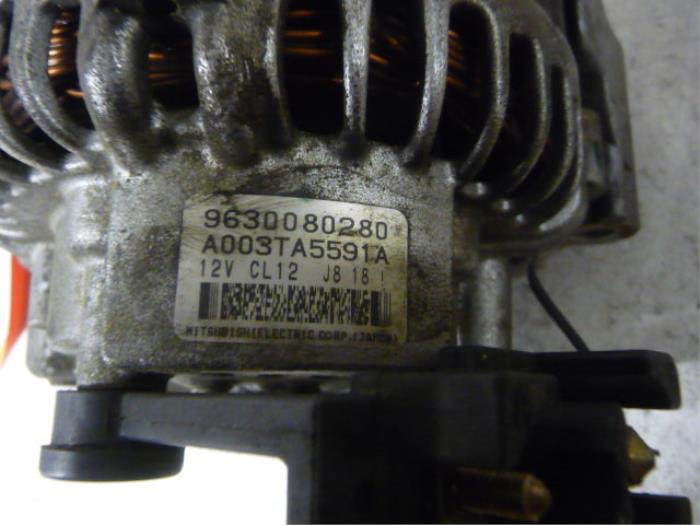 9630080280
A003TA5591A
12V CL12 J8 18 !
MITSUBISHI ELECTRIC CORP.(JAPAN)